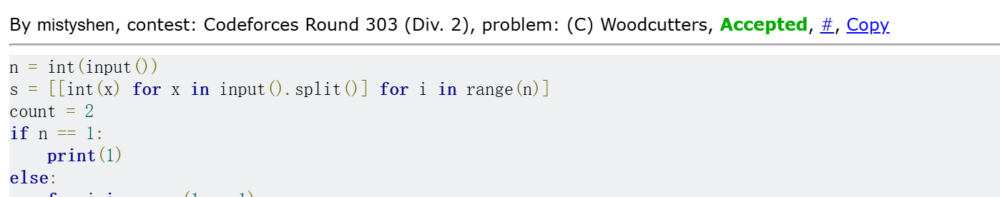 By mistyshen, contest: Codeforces Round 303 (Div. 2), problem: (C) Woodcutters, Accepted, #, Copy
n = int(input())
s = [[int(x) for x in input().split()] for i in range(n)]
count = 2
if n == 1:
    print(1)
else: